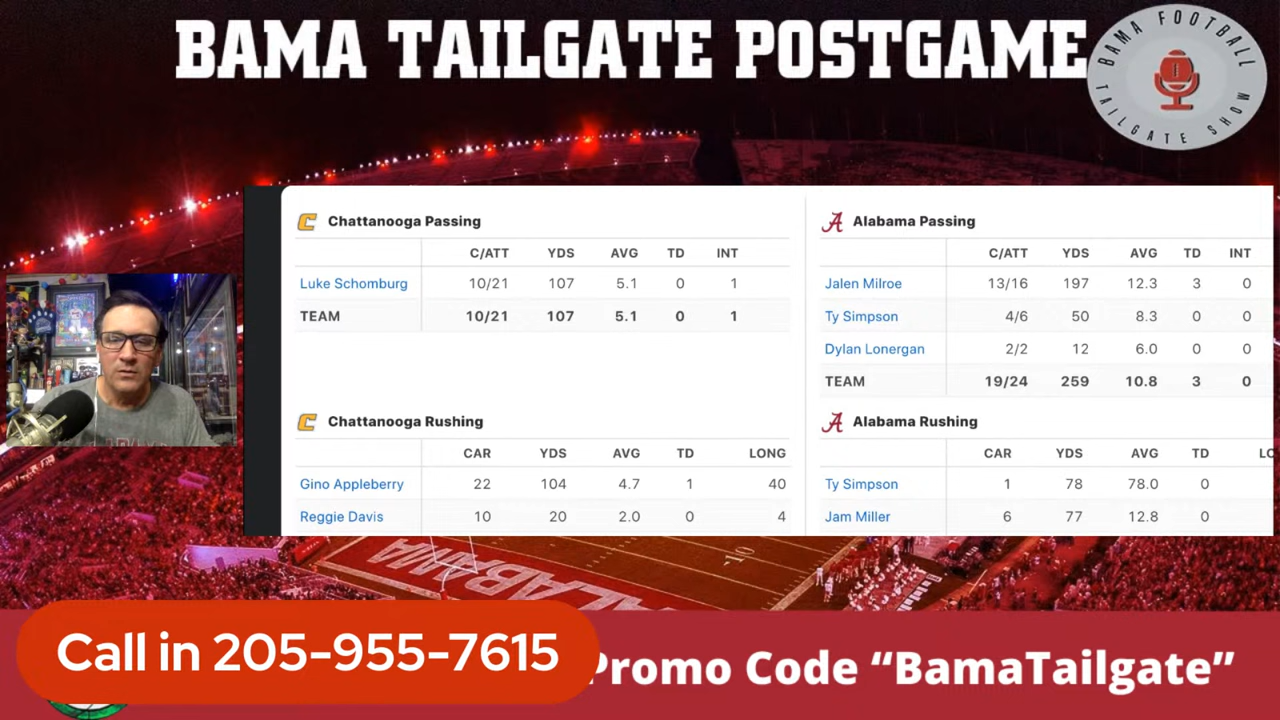 BAMA TAILGATE POSTGAME
BAMA FOOTBALL
TAILGATE SHOW
Chattanooga Passing
C/ATT YDS AVG TD INT
Luke Schomburg 10/21 107 5.1 0 1
TEAM 10/21 107 5.1 0 1
Alabama Passing
C/ATT YDS AVG TD INT
Jalen Milroe 13/16 197 12.3 3 0
Ty Simpson 4/6 50 8.3 0 0
Dylan Lonergan 2/2 12 6.0 0 0
TEAM 19/24 259 10.8 3 0
Chattanooga Rushing
CAR YDS AVG TD LONG
Gino Appleberry 22 104 4.7 1 40
Reggie Davis 10 20 2.0 0 4
Alabama Rushing
CAR YDS AVG TD LO
Ty Simpson 1 78 78.0 0
Jam Miller 6 77 12.8 0
ALABAMA
-10
Call in 205-955-7615
Promo Code “BamaTailgate”